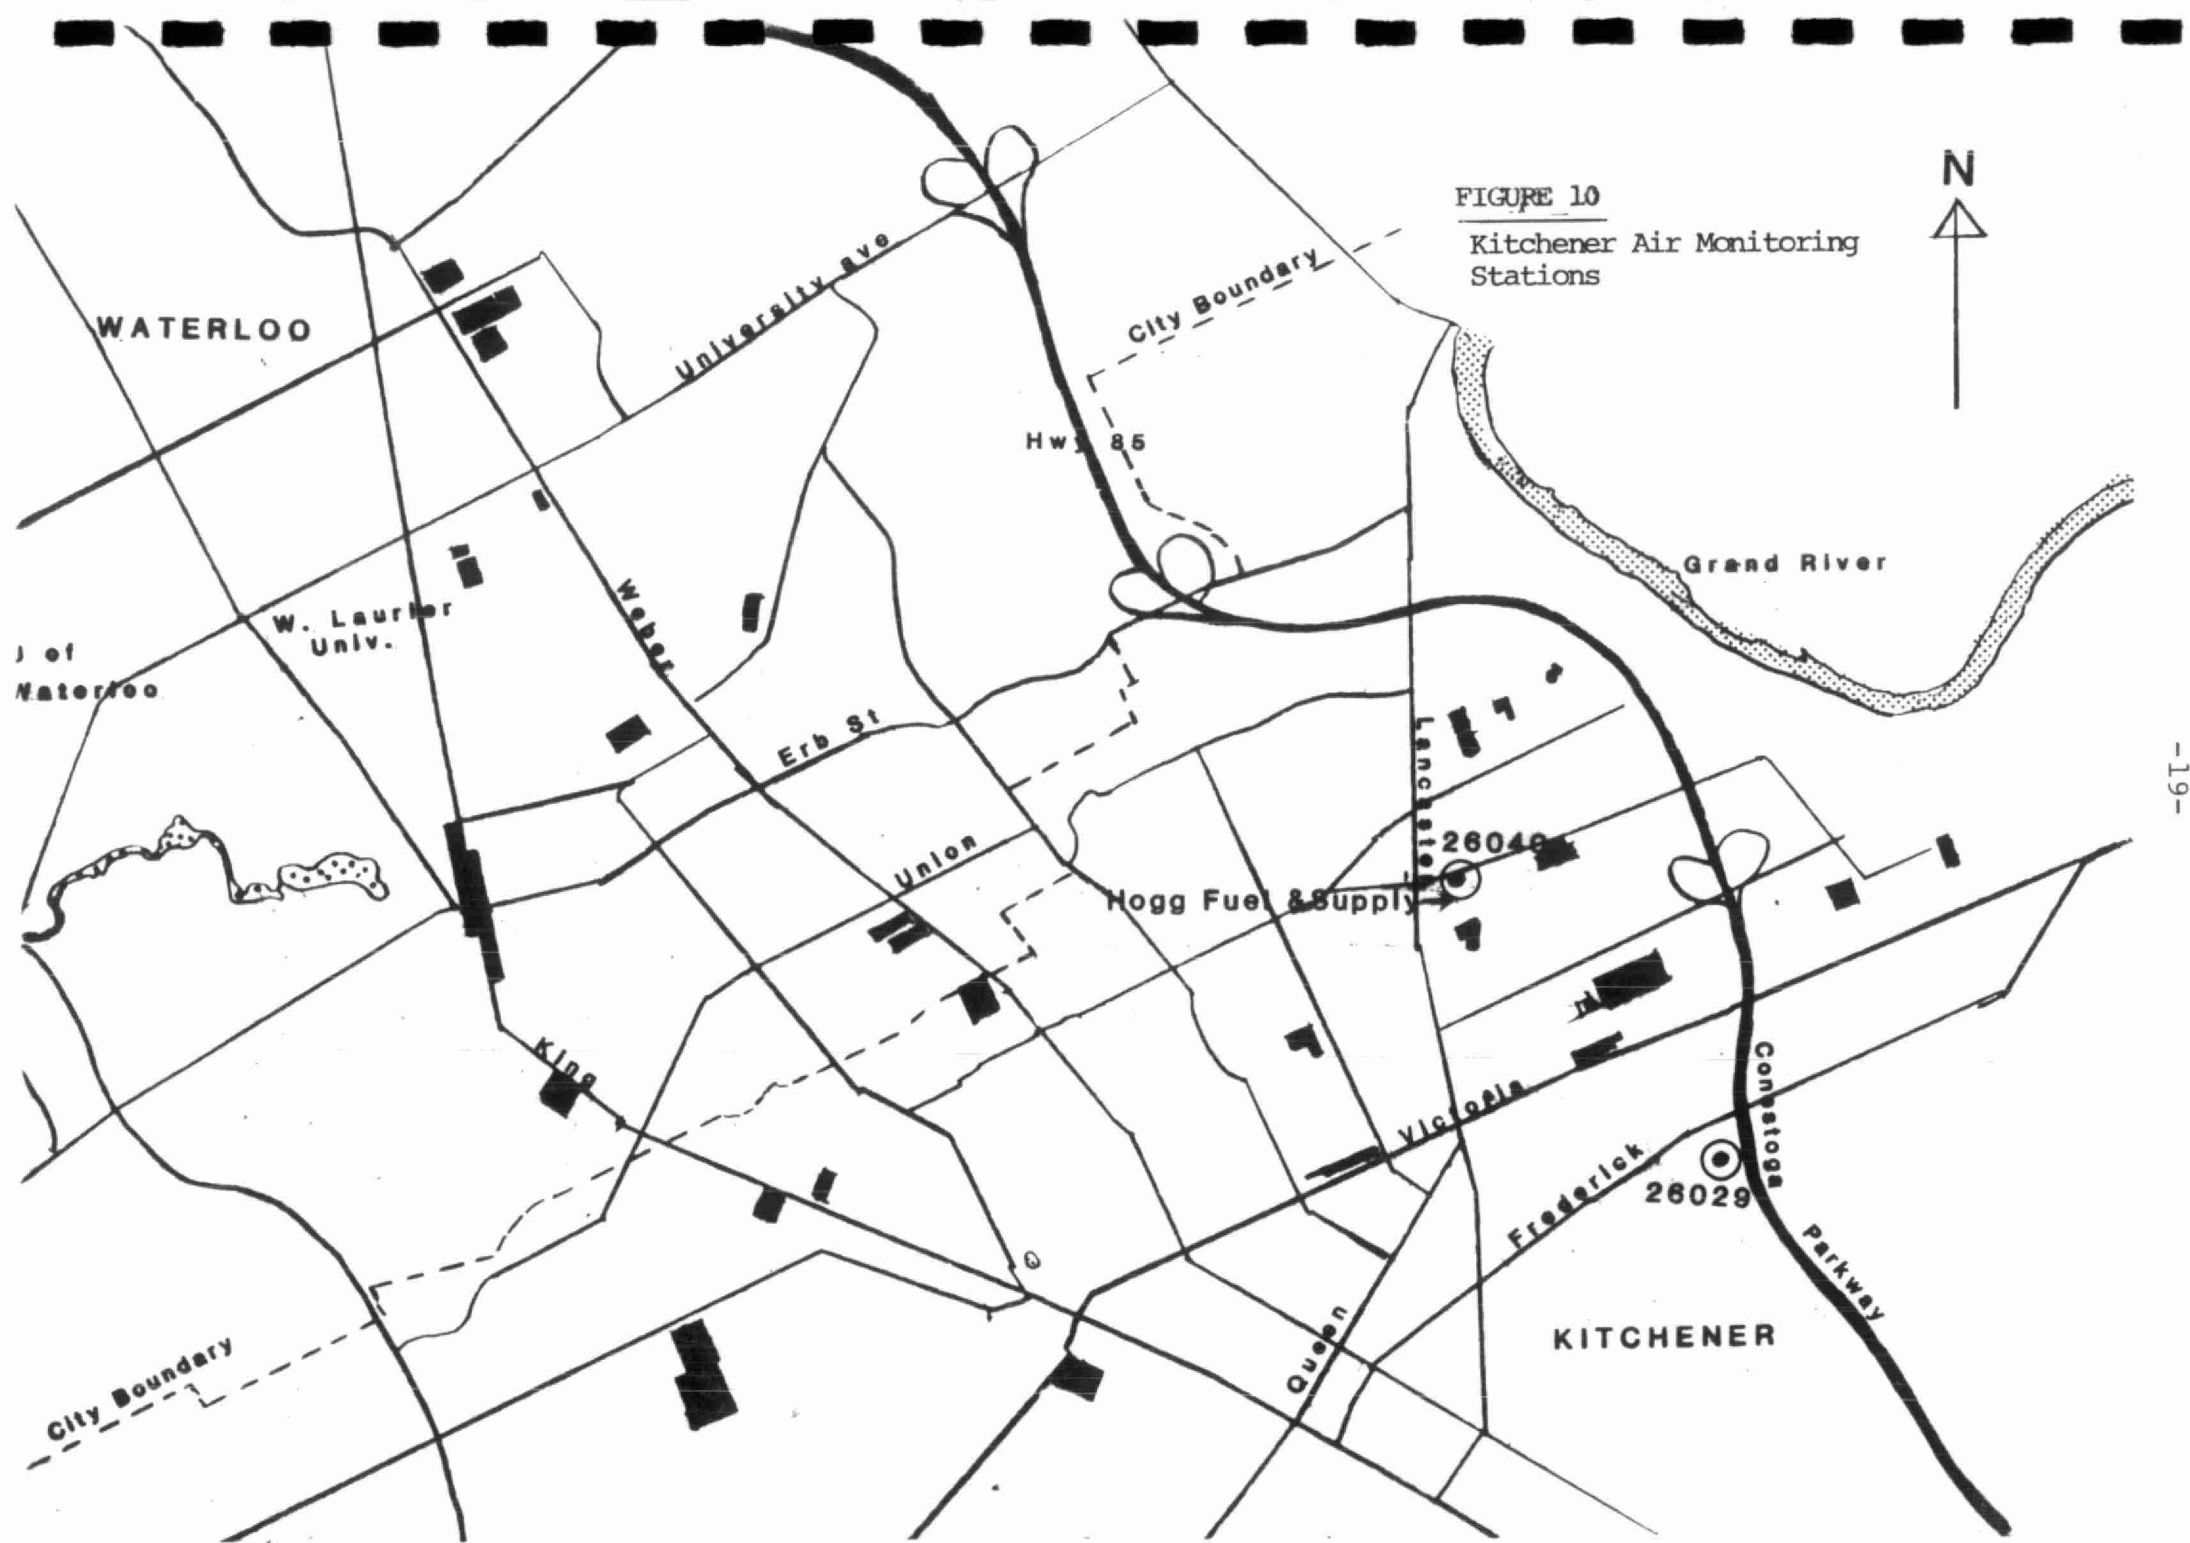 N
FIGURE 10
Kitchener Air Monitoring
Stations
University ave
City Boundary
WATERLOO
Hwy 85
Grand River
W. Laurier
Univ.
Weber
U of
Waterloo
Erb St
Lancaster
-19-
Union
26040
Hogg Fuel & Supply
King
Victoria
Conestoga
Frederick
26029
Parkway
Queen
KITCHENER
City Boundary